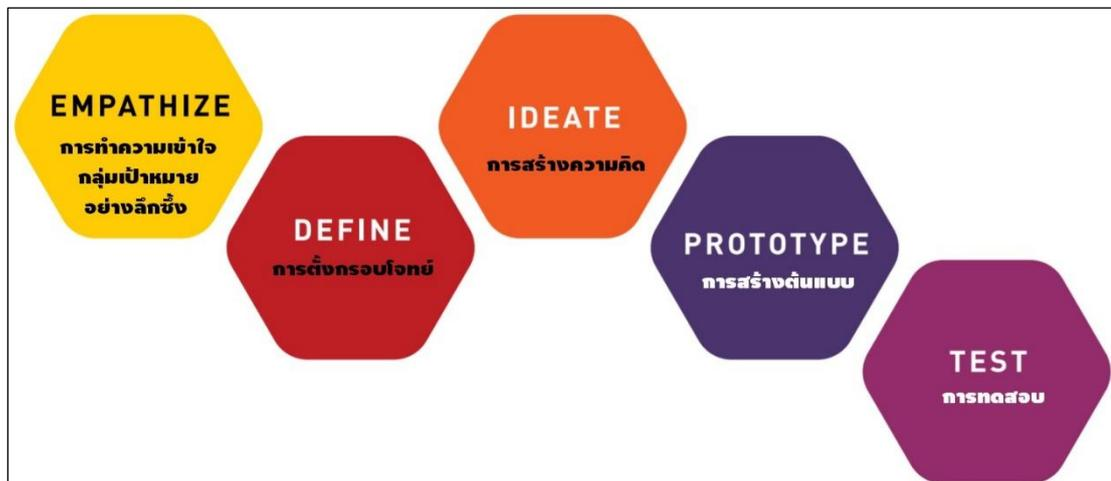 EMPATHIZE
การทำความเข้าใจ
กลุ่มเป้าหมาย
อย่างลึกซึ้ง
DEFINE
การตั้งกรอบโจทย์
IDEATE
การสร้างความคิด
PROTOTYPE
การสร้างต้นแบบ
TEST
การทดสอบ